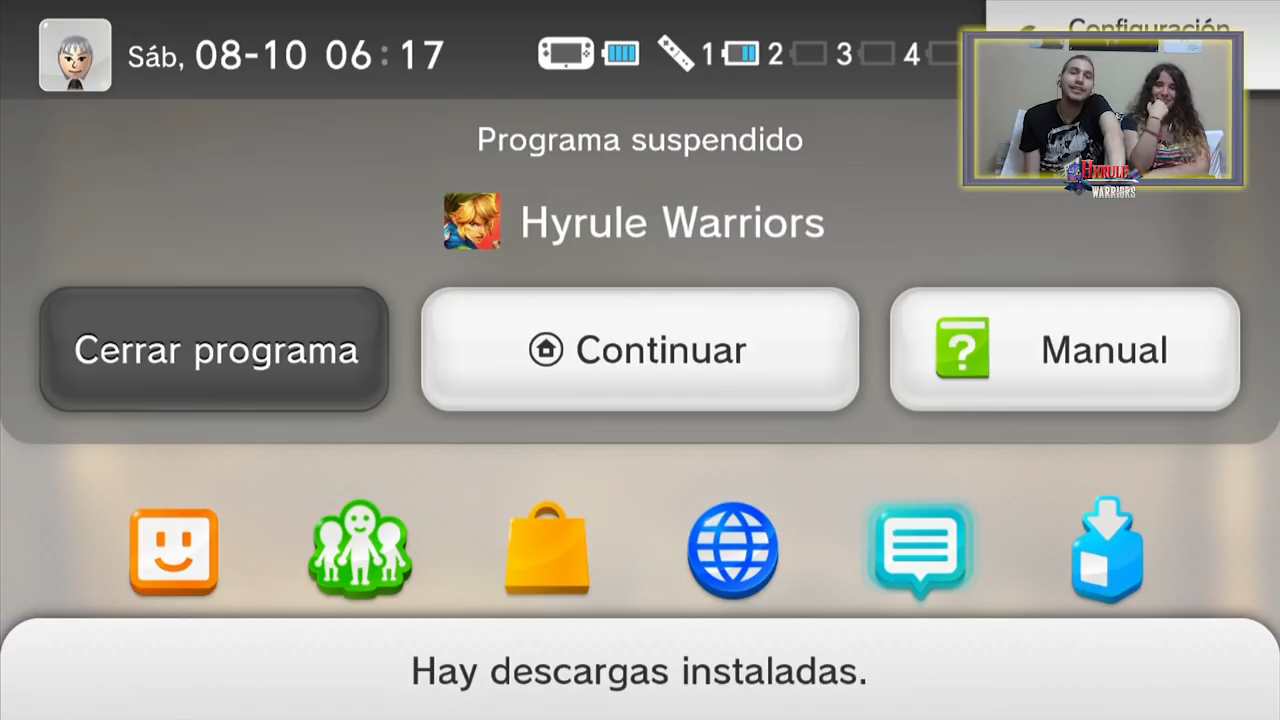 Sáb, 08-10 06:17
1 2 3 4
Configuración
HYRULE
WARRIORS
Programa suspendido
Hyrule Warriors
Cerrar programa
Continuar
? Manual
Hay descargas instaladas.